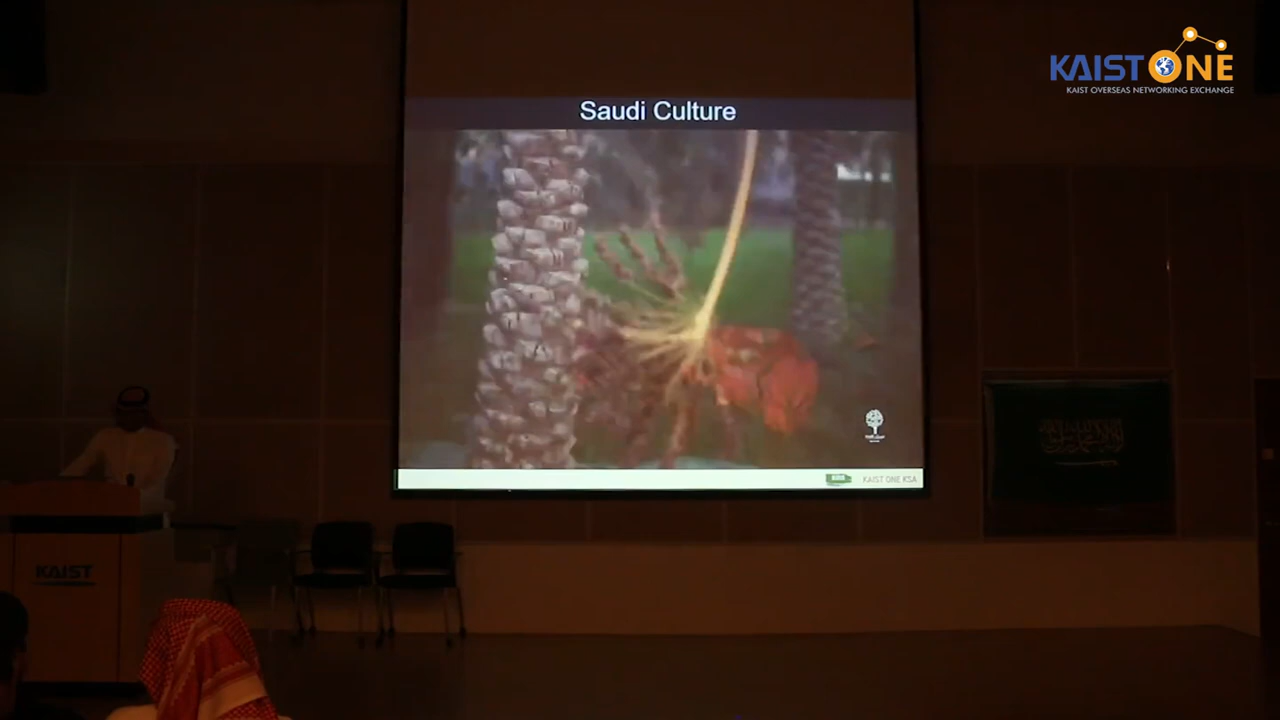 KAIST ONE
KAIST OVERSEAS NETWORKING EXCHANGE
Saudi Culture
KAIST ONE KSA
KAIST